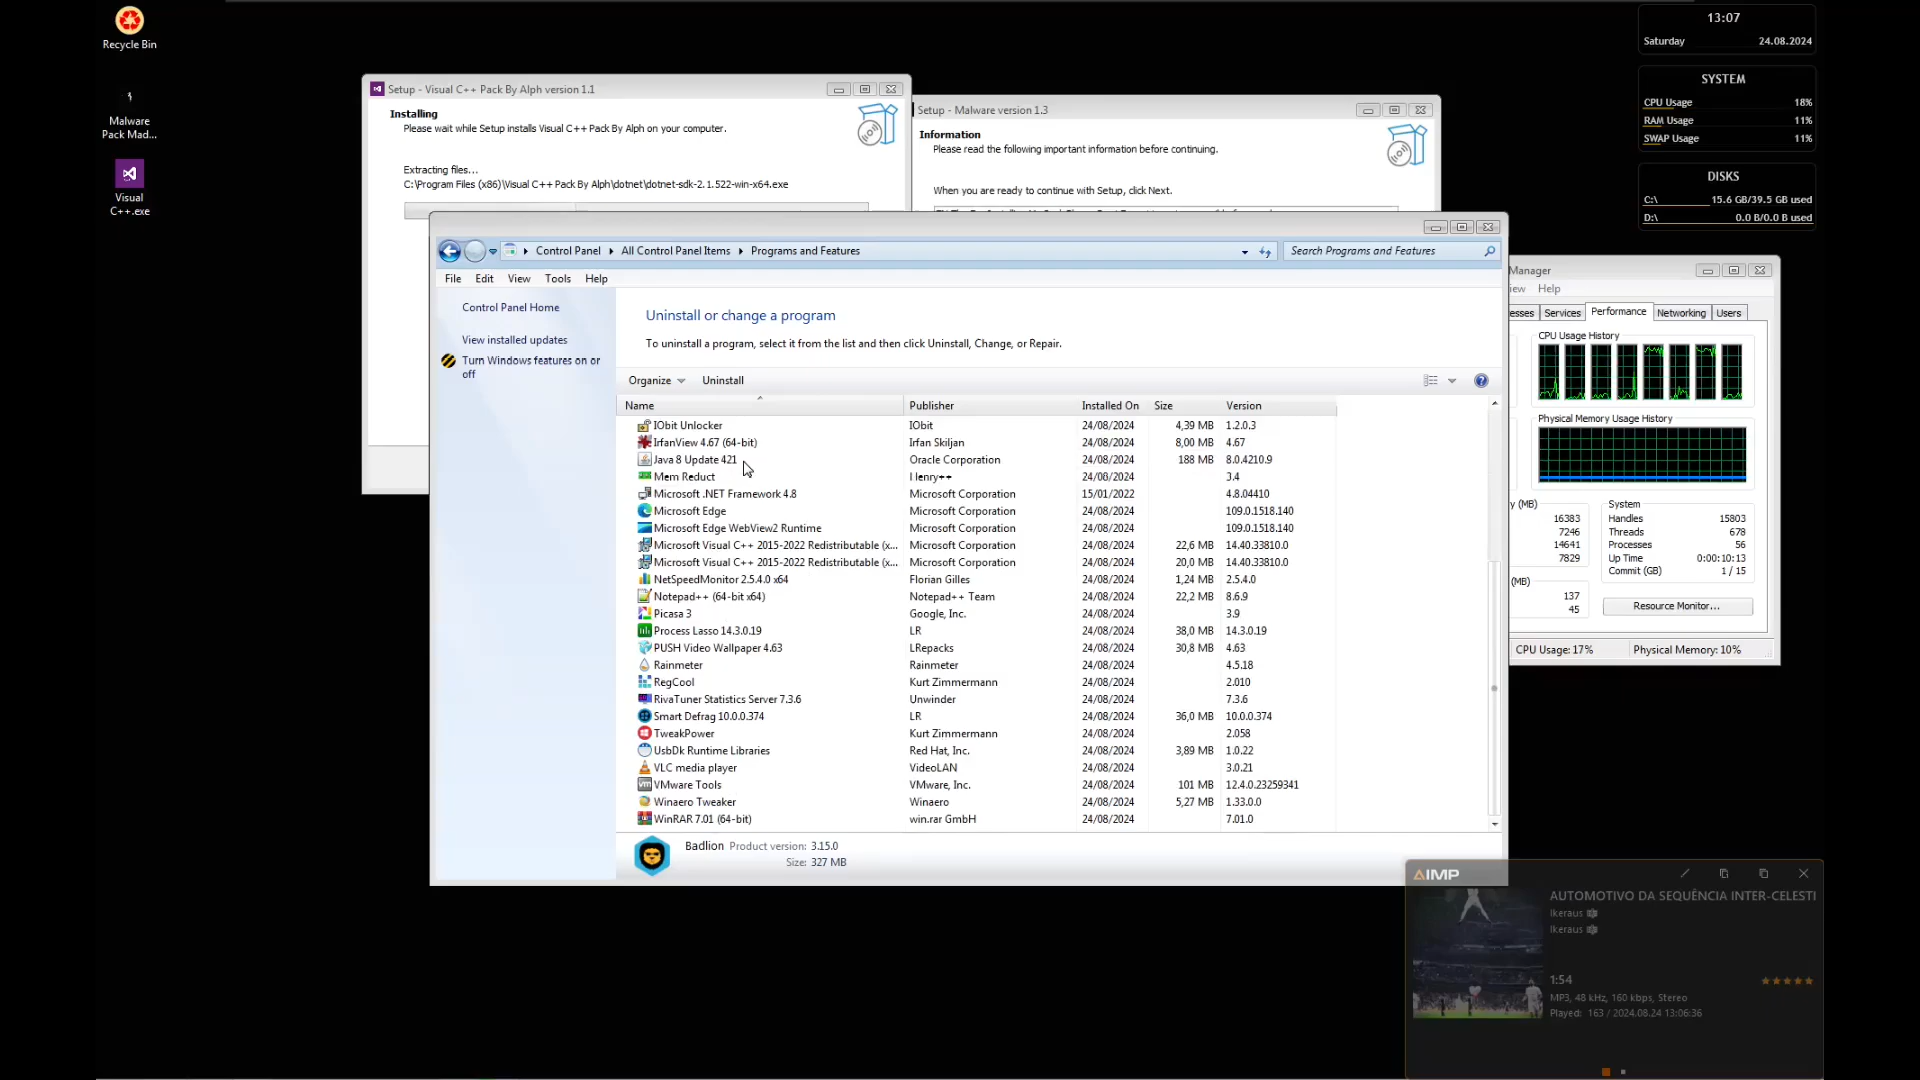 Recycle Bin
Malware
Pack Mad...
Visual
C++.exe
13:07
Saturday 24.08.2024
SYSTEM
CPU Usage 18%
RAM Usage 11%
SWAP Usage 11%
DISKS
C:\ 15.6 GB/39.5 GB used
D:\ 0.0 B/0.0 B used
Setup - Visual C++ Pack By Alph version 1.1
Installing
Please wait while Setup installs Visual C++ Pack By Alph on your computer.
Extracting files...
C:\Program Files (x86)\Visual C++ Pack By Alph\dotnet\dotnet-sdk-2.1.522-win-x64.exe
Setup - Malware version 1.3
Information
Please read the following important information before continuing.
When you are ready to continue with Setup, click Next.
Control Panel All Control Panel Items Programs and Features
Search Programs and Features
File Edit View Tools Help
Control Panel Home
View installed updates
Turn Windows features on or
off
Uninstall or change a program
To uninstall a program, select it from the list and then click Uninstall, Change, or Repair.
Organize Uninstall
Name Publisher Installed On Size Version
IObit Unlocker IObit 24/08/2024 4,39 MB 1.2.0.3
IrfanView 4.67 (64-bit) Irfan Skiljan 24/08/2024 8,00 MB 4.67
Java 8 Update 421 Oracle Corporation 24/08/2024 188 MB 8.0.4210.9
Mem Reduct Henry++ 24/08/2024 3.4
Microsoft .NET Framework 4.8 Microsoft Corporation 15/01/2022 4.8.04410
Microsoft Edge Microsoft Corporation 24/08/2024 109.0.1518.140
Microsoft Edge WebView2 Runtime Microsoft Corporation 24/08/2024 109.0.1518.140
Microsoft Visual C++ 2015-2022 Redistributable (x... Microsoft Corporation 24/08/2024 22,6 MB 14.40.33810.0
Microsoft Visual C++ 2015-2022 Redistributable (x... Microsoft Corporation 24/08/2024 20,0 MB 14.40.33810.0
NetSpeedMonitor 2.5.4.0 x64 Florian Gilles 24/08/2024 1,24 MB 2.5.4.0
Notepad++ (64-bit x64) Notepad++ Team 24/08/2024 22,2 MB 8.6.9
Picasa 3 Google, Inc. 24/08/2024 3.9
Process Lasso 14.3.0.19 LR 24/08/2024 38,0 MB 14.3.0.19
PUSH Video Wallpaper 4.63 LRepacks 24/08/2024 30,8 MB 4.63
Rainmeter Rainmeter 24/08/2024 4.5.18
RegCool Kurt Zimmermann 24/08/2024 2.010
RivaTuner Statistics Server 7.3.6 Unwinder 24/08/2024 7.3.6
Smart Defrag 10.0.0.374 LR 24/08/2024 36,0 MB 10.0.0.374
TweakPower Kurt Zimmermann 24/08/2024 2.058
UsbDk Runtime Libraries Red Hat, Inc. 24/08/2024 3,89 MB 1.0.22
VLC media player VideoLAN 24/08/2024 3.0.21
VMware Tools VMware, Inc. 24/08/2024 101 MB 12.4.0.23259341
Winaero Tweaker Winaero 24/08/2024 5,27 MB 1.33.0.0
WinRAR 7.01 (64-bit) win.rar GmbH 24/08/2024 7.01.0
Badlion Product version: 3.15.0
Size: 327 MB
Manager
iew Help
esses Services Performance Networking Users
CPU Usage History
Physical Memory Usage History
y (MB)
16383
7246
14641
7829
(MB)
137
45
System
Handles 15803
Threads 678
Processes 56
Up Time 0:00:10:13
Commit (GB) 1 / 15
Resource Monitor...
CPU Usage: 17% Physical Memory: 10%
AIMP
AUTOMOTIVO DA SEQUÊNCIA INTER-CELESTI
Ikeraus
Ikeraus
1:54
MP3, 48 kHz, 160 kbps, Stereo
Played: 163 / 2024.08.24 13:06:36